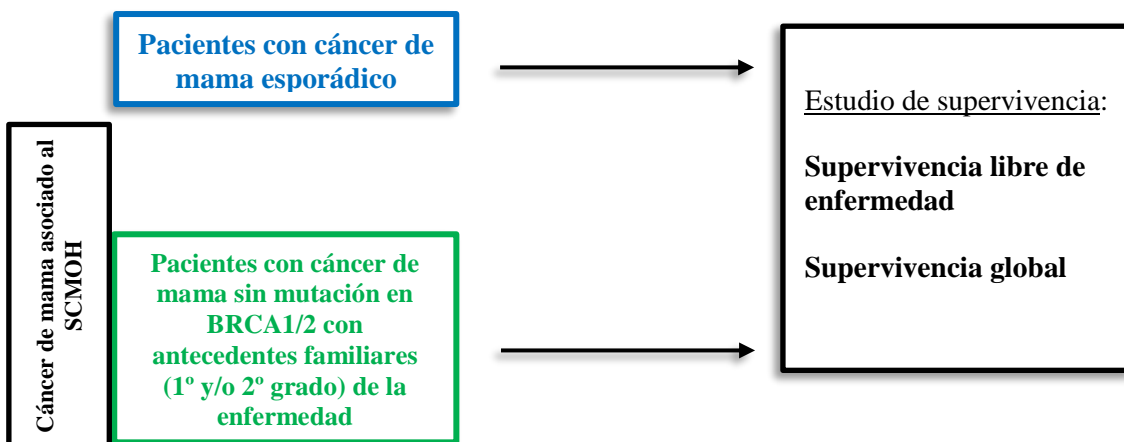 Pacientes con cáncer de
mama esporádico
Cáncer de mama asociado al
SCMOH
Pacientes con cáncer de
mama sin mutación en
BRCA1/2 con
antecedentes familiares
(1º y/o 2º grado) de la
enfermedad
Estudio de supervivencia:
Supervivencia libre de
enfermedad
Supervivencia global